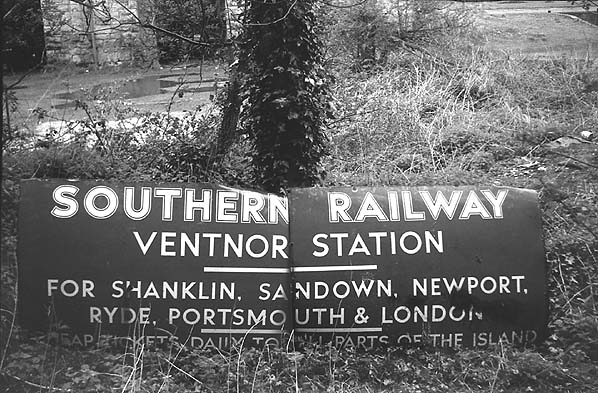 SOUTHERN RAILWAY
VENTNOR STATION
FOR SHANKLIN, SANDOWN, NEWPORT,
RYDE, PORTSMOUTH & LONDON
CHEAP TICKETS DAILY TO ALL PARTS OF THE ISLAND